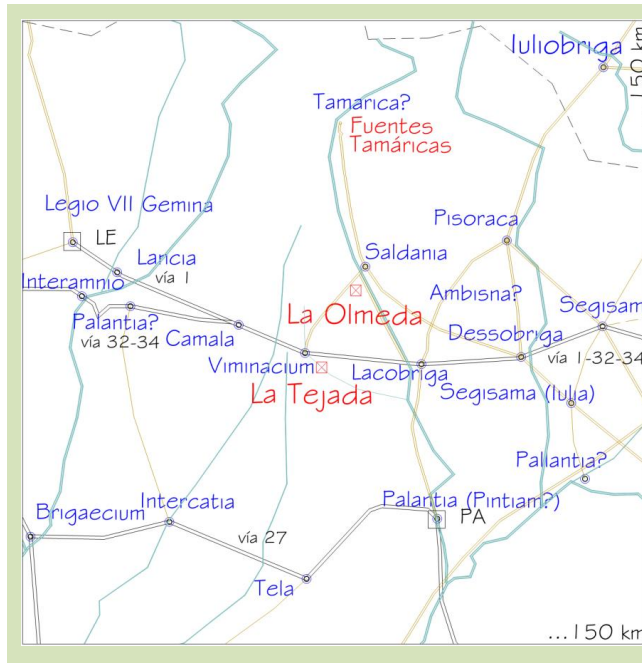 Iuliobriga
150 km
Tamarica?
Fuentes
Tamáricas
Legio VII Gemina
LE
Pisoraca
Lancia
vía 1
Saldania
Interamnio
Ambisna?
La Olmeda
Segisam
Palantia?
Camala
Dessobriga
vía 32-34
Viminacium
Lacobriga
vía 1-32-34
La Tejada
Segisama (Iulia)
Pallantia?
Intercatia
Palantia (Pintiam?)
PA
Brigaecium
vía 27
Tela
...150 km